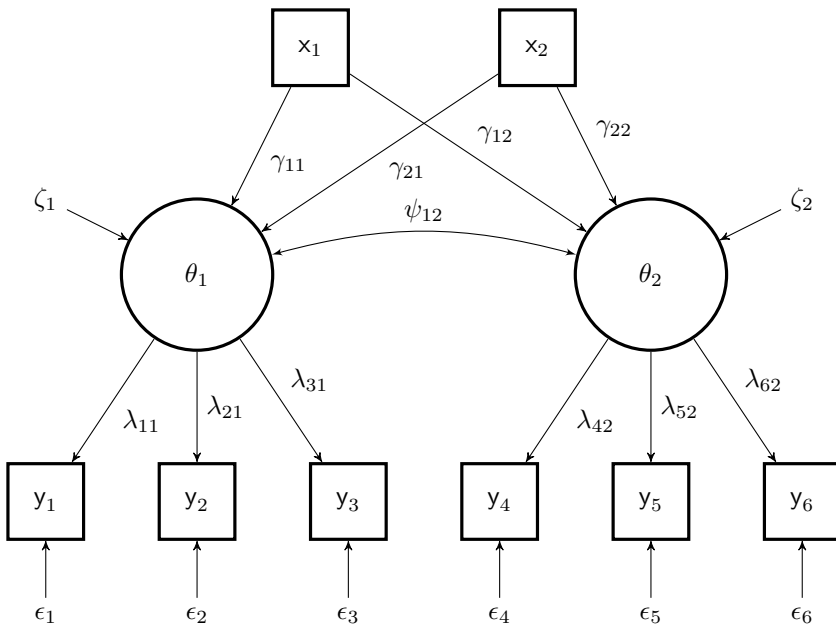 x₁ x₂
γ₁₁ γ₂₁ γ₁₂ γ₂₂
ζ₁ ψ₁₂ ζ₂
θ₁ θ₂
λ₁₁ λ₂₁ λ₃₁ λ₄₂ λ₅₂ λ₆₂
y₁ y₂ y₃ y₄ y₅ y₆
ϵ₁ ϵ₂ ϵ₃ ϵ₄ ϵ₅ ϵ₆